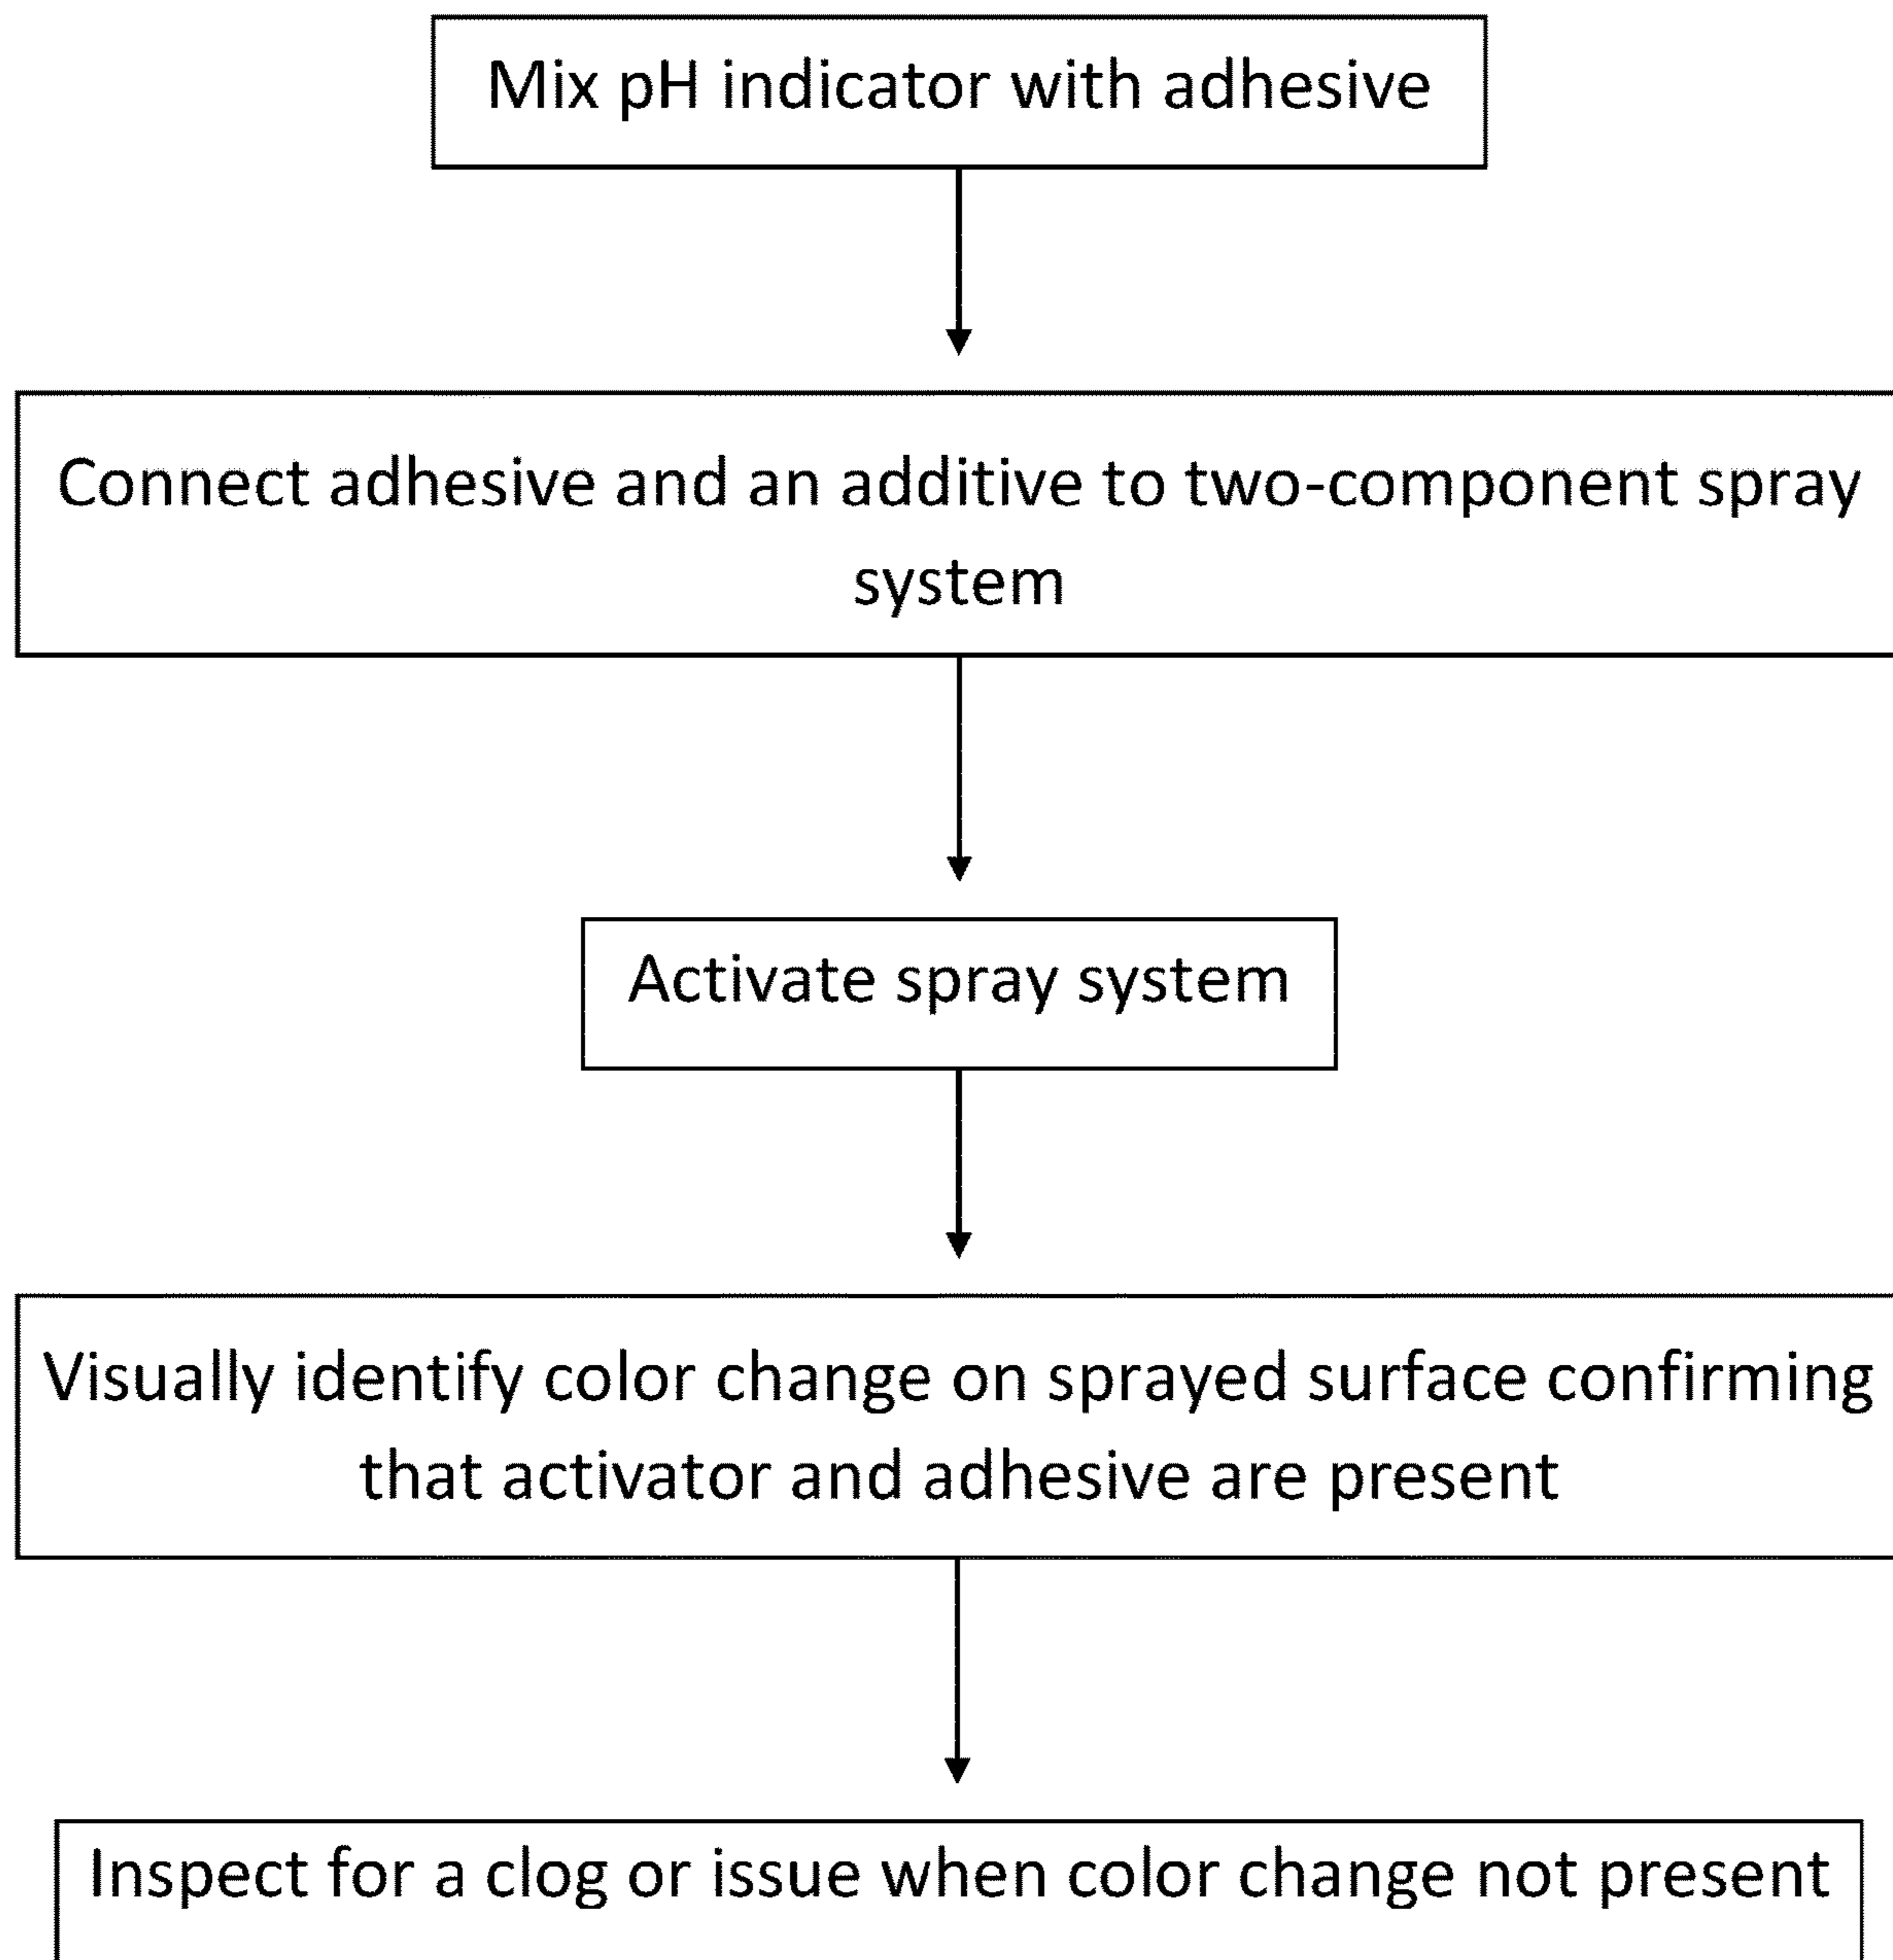 Mix pH indicator with adhesive
Connect adhesive and an additive to two-component spray
system
Activate spray system
Visually identify color change on sprayed surface confirming
that activator and adhesive are present
Inspect for a clog or issue when color change not present